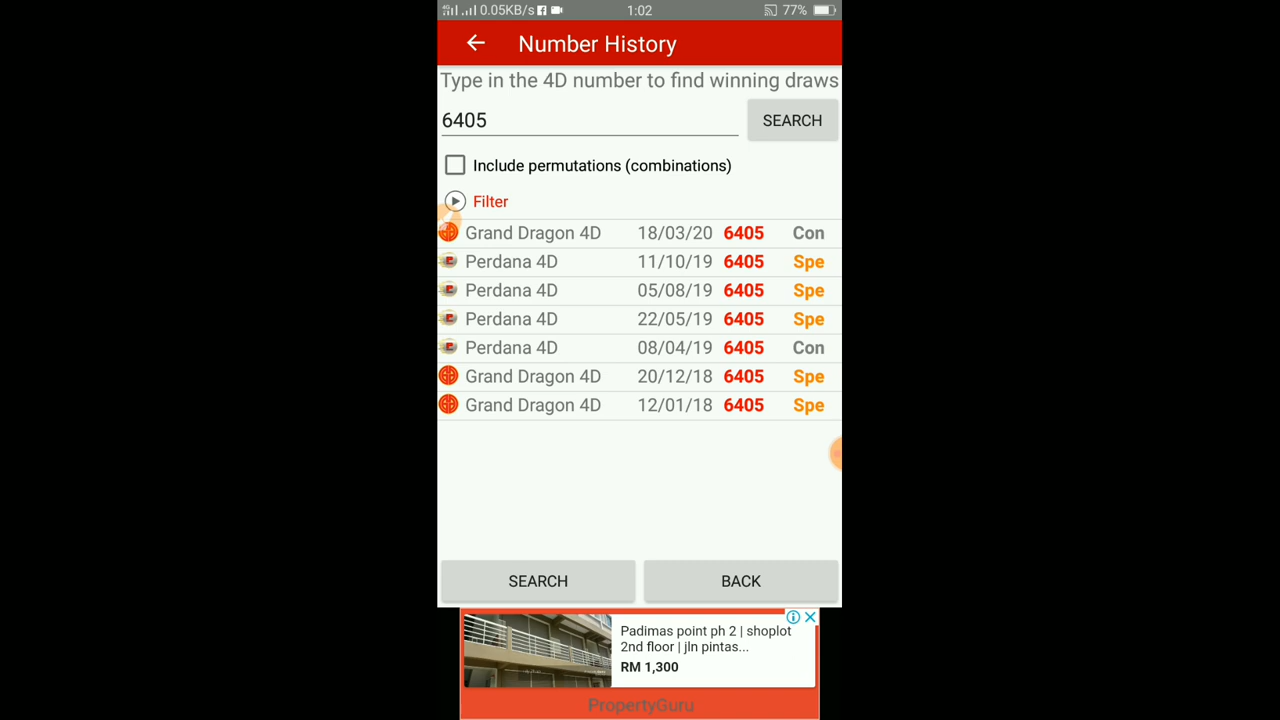 4G 0.05KB/s 1:02 77%
Number History
Type in the 4D number to find winning draws
6405 SEARCH
Include permutations (combinations)
Filter
Grand Dragon 4D 18/03/20 6405 Con
Perdana 4D 11/10/19 6405 Spe
Perdana 4D 05/08/19 6405 Spe
Perdana 4D 22/05/19 6405 Spe
Perdana 4D 08/04/19 6405 Con
Grand Dragon 4D 20/12/18 6405 Spe
Grand Dragon 4D 12/01/18 6405 Spe
SEARCH BACK
Padimas point ph 2 | shoplot
2nd floor | jln pintas...
RM 1,300
PropertyGuru